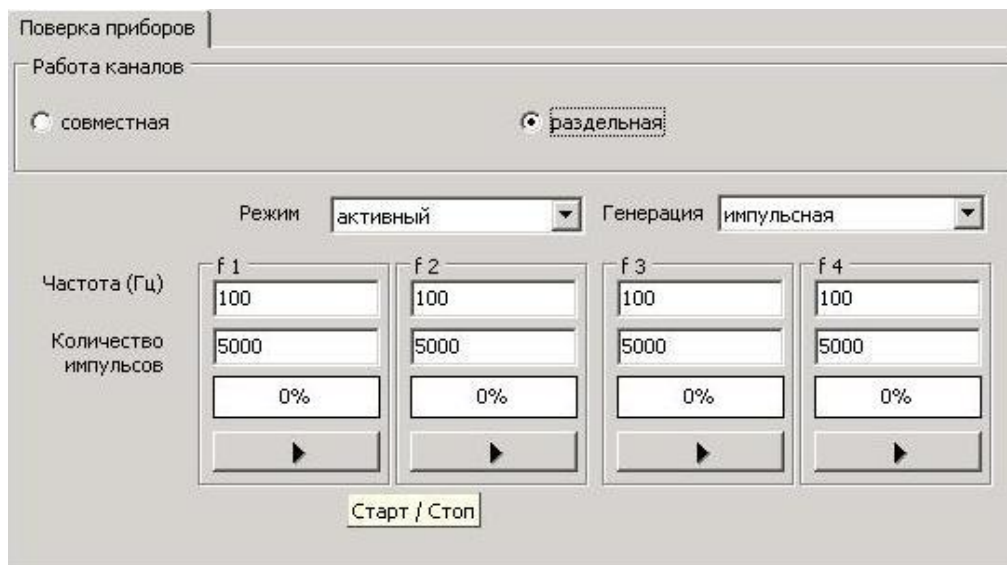 Поверка приборов
Работа каналов
совместная раздельная
Режим активный Генерация импульсная
f 1 f 2 f 3 f 4
Частота (Гц) 100 100 100 100
Количество импульсов 5000 5000 5000 5000
0% 0% 0% 0%
Старт / Стоп